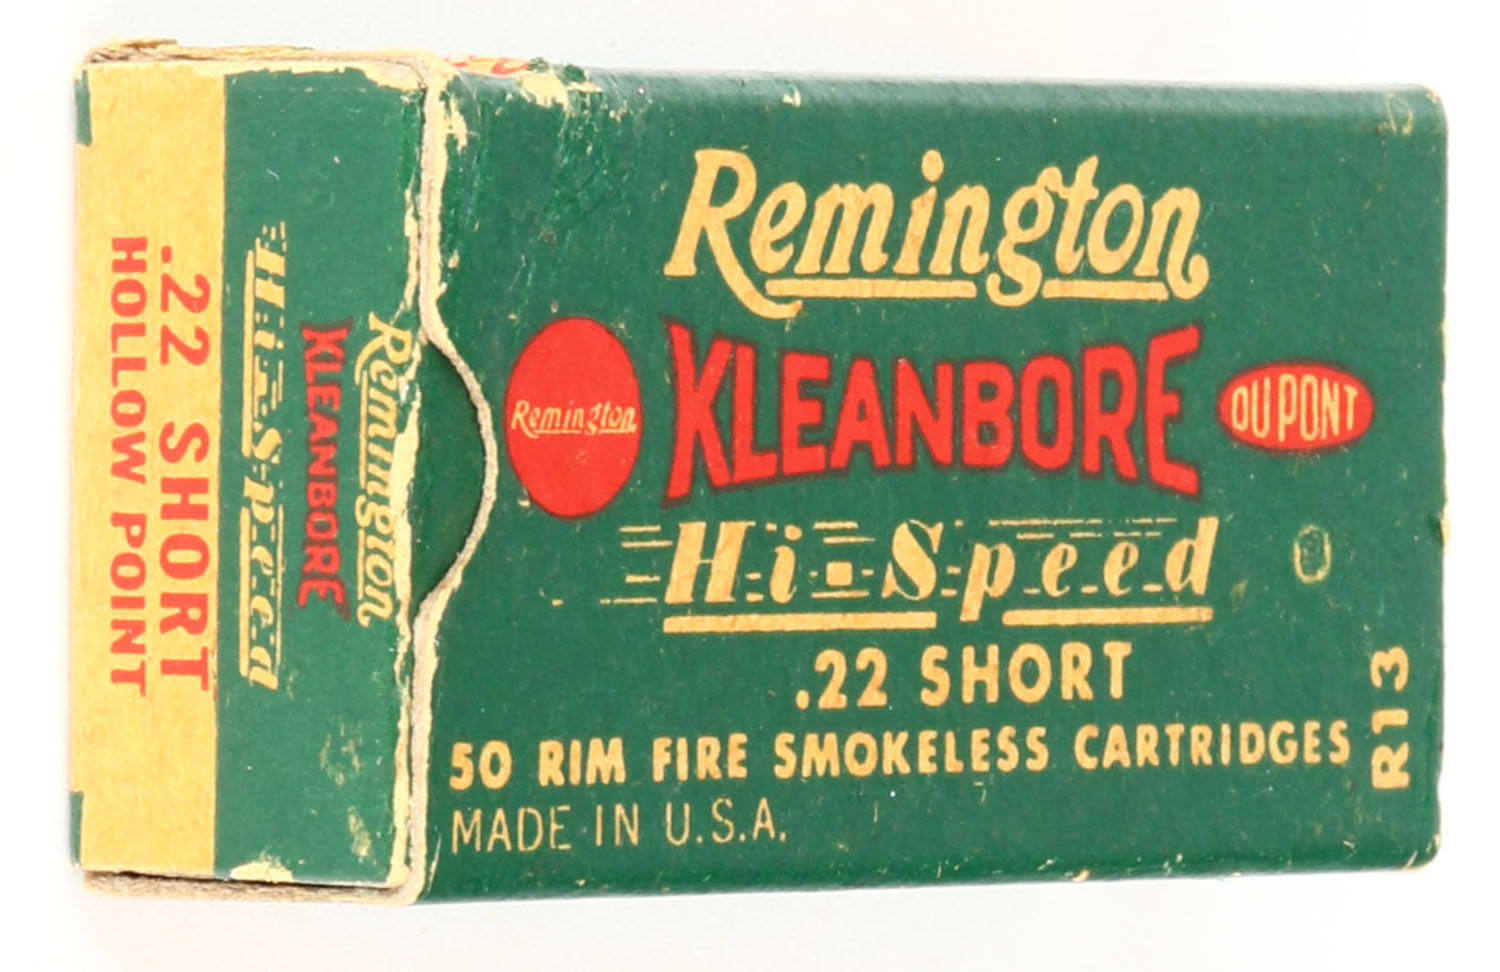 Remington
Remington
KLEANBORE
DU PONT
Hi-Speed
.22 SHORT
50 RIM FIRE SMOKELESS CARTRIDGES
MADE IN U.S.A.
R13
Remington
KLEANBORE
Hi-Speed
.22 SHORT
HOLLOW POINT